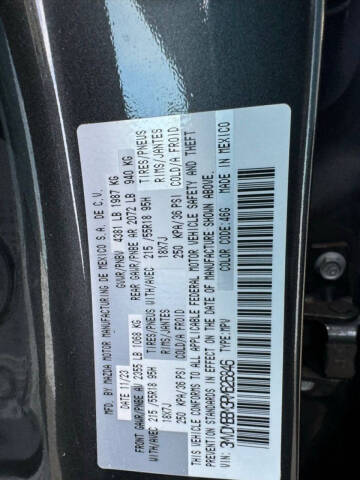 MFD. BY MAZDA MOTOR MANUFACTURING DE MEXICO S.A. DE C.V.
DATE: 11/23 GVWR/PNBV 4381 LB 1987 KG
FRONT GAWR/PNBE AV 2355 LB 1068 KG REAR GAWR/PNBE AR 2072 LB 940 KG
WITH/AVEC 215 /55R18 95H TIRES/PNEUS WITH/AVEC 215 /55R18 95H TIRES/PNEUS
18X7J RIMS/JANTES 18X7J RIMS/JANTES
250 KPA/36 PSI COLD/A FROID 250 KPA/36 PSI COLD/A FROID
THIS VEHICLE CONFORMS TO ALL APPLICABLE FEDERAL MOTOR VEHICLE SAFETY AND THEFT
PREVENTION STANDARDS IN EFFECT ON THE DATE OF MANUFACTURE SHOWN ABOVE.
TYPE:MPV COLOR CODE:46G MADE IN MEXICO